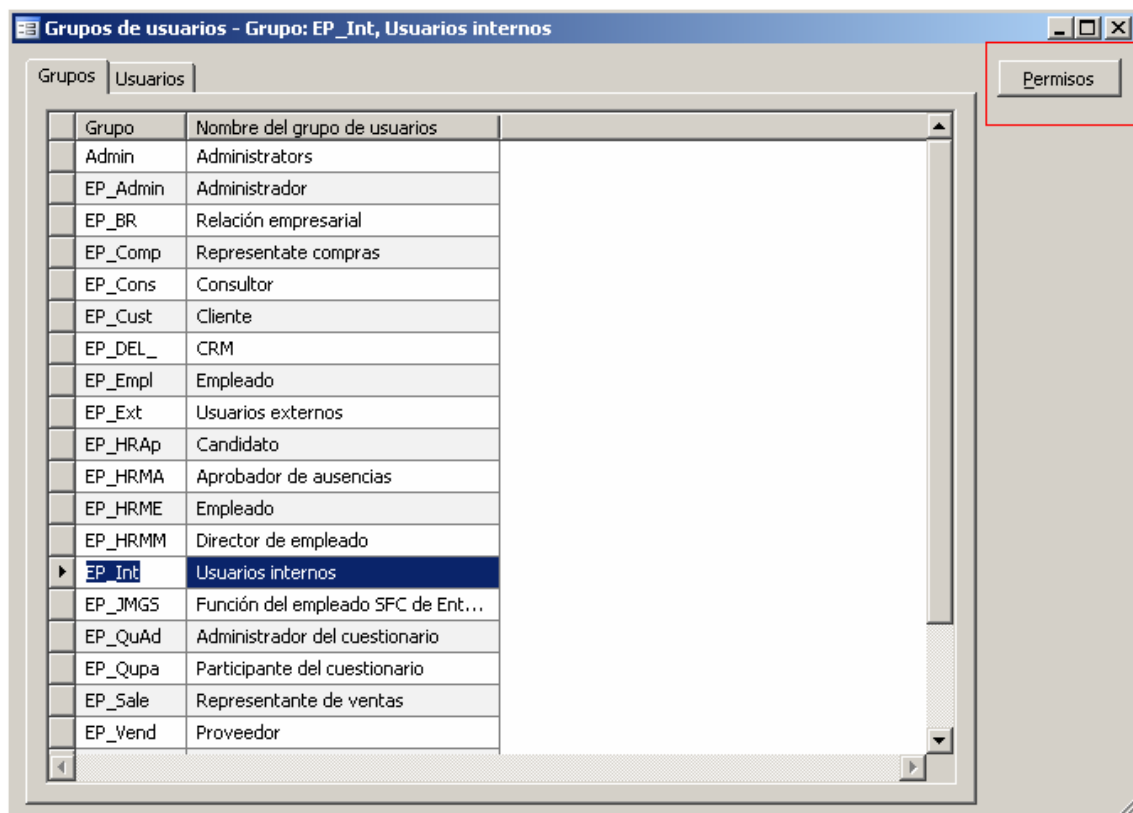 Grupos de usuarios - Grupo: EP_Int, Usuarios internos
Grupos Usuarios Permisos
Grupo Nombre del grupo de usuarios
Admin Administrators
EP_Admin Administrador
EP_BR Relación empresarial
EP_Comp Representate compras
EP_Cons Consultor
EP_Cust Cliente
EP_DEL_ CRM
EP_Empl Empleado
EP_Ext Usuarios externos
EP_HRAp Candidato
EP_HRMA Aprobador de ausencias
EP_HRME Empleado
EP_HRMM Director de empleado
EP_Int Usuarios internos
EP_JMGS Función del empleado SFC de Ent...
EP_QuAd Administrador del cuestionario
EP_Qupa Participante del cuestionario
EP_Sale Representante de ventas
EP_Vend Proveedor